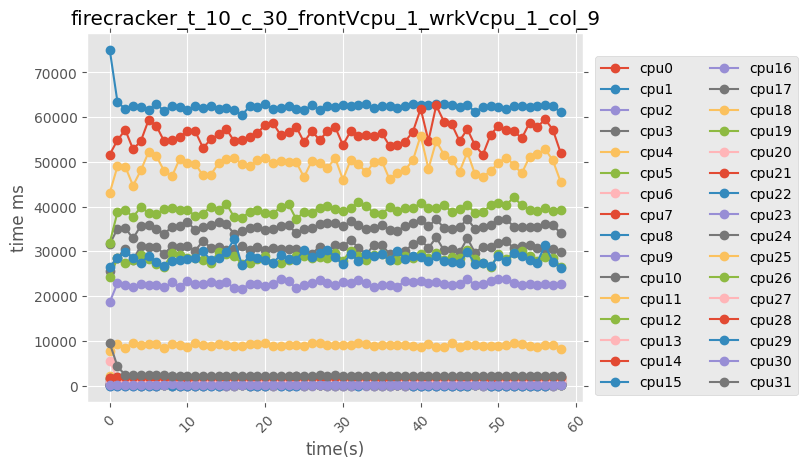 firecracker_t_10_c_30_frontVcpu_1_wrkVcpu_1_col_9
time ms
70000
60000
50000
40000
30000
20000
10000
0
0
10
20
30
40
50
60
time(s)
cpu0
cpu1
cpu2
cpu3
cpu4
cpu5
cpu6
cpu7
cpu8
cpu9
cpu10
cpu11
cpu12
cpu13
cpu14
cpu15
cpu16
cpu17
cpu18
cpu19
cpu20
cpu21
cpu22
cpu23
cpu24
cpu25
cpu26
cpu27
cpu28
cpu29
cpu30
cpu31